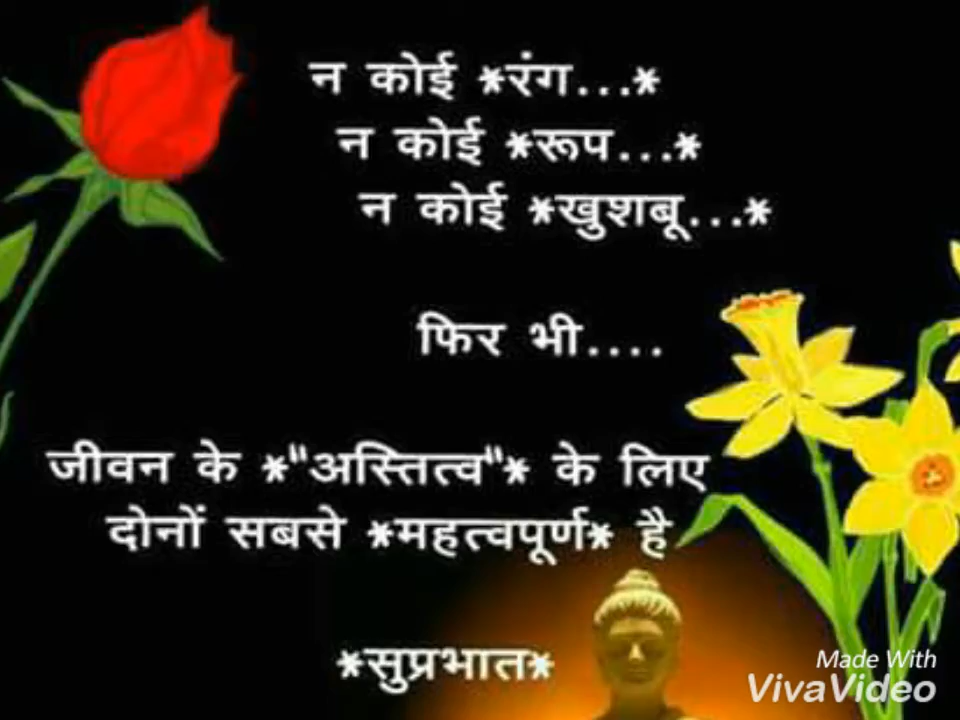 न कोई *रंग...*
न कोई *रूप...*
न कोई *खुशबू...*
फिर भी....
जीवन के *"अस्तित्व"* के लिए
दोनों सबसे *महत्वपूर्ण* है
*सुप्रभात*
Made With
VivaVideo